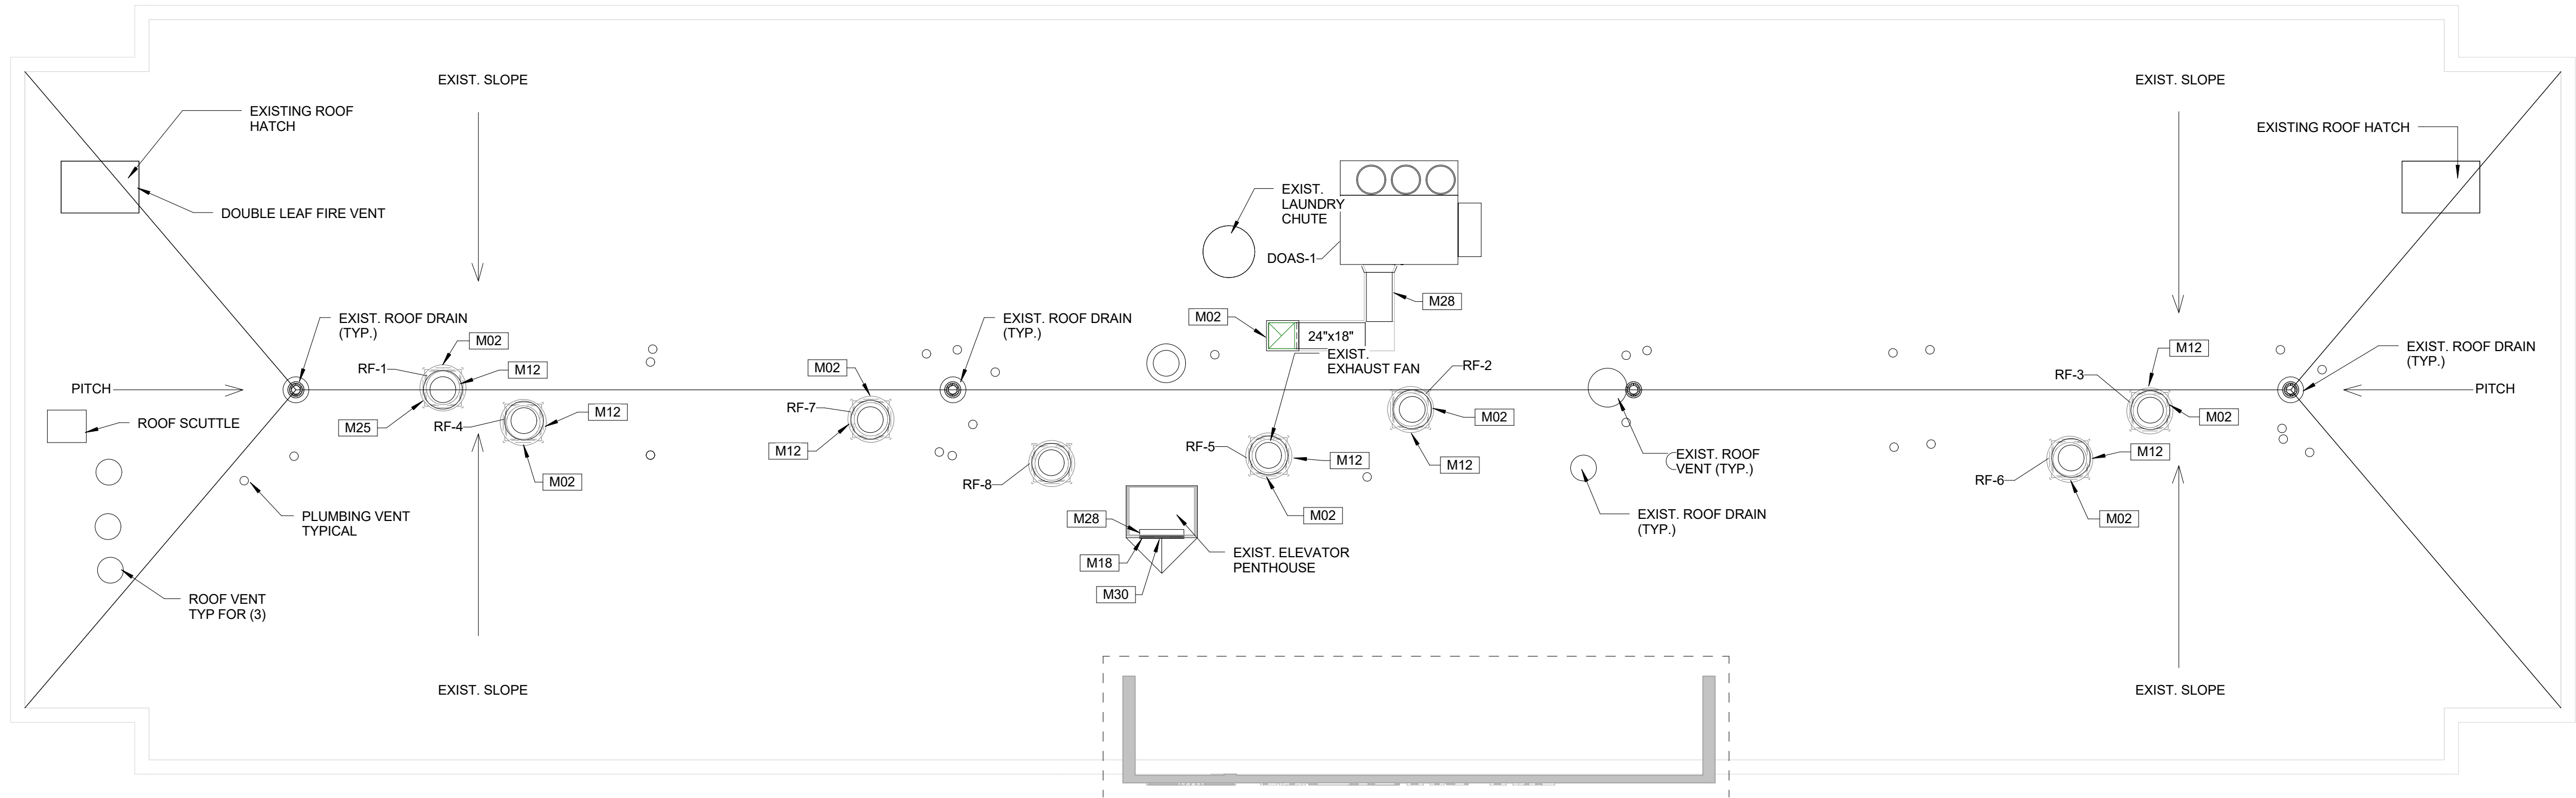 EXIST. SLOPE
EXIST. SLOPE
EXISTING ROOF
HATCH
EXISTING ROOF HATCH
DOUBLE LEAF FIRE VENT
EXIST.
LAUNDRY
CHUTE
DOAS-1
M28
M02
24"x18"
EXIST.
EXHAUST FAN
EXIST. ROOF DRAIN
(TYP.)
M02
RF-1
M12
M25
RF-4
M12
M02
PITCH
ROOF SCUTTLE
PLUMBING VENT
TYPICAL
ROOF VENT
TYP FOR (3)
M02
RF-7
M12
EXIST. ROOF DRAIN
(TYP.)
RF-8
RF-5
M12
M02
RF-2
M02
M12
M28
M18
M30
EXIST. ELEVATOR
PENTHOUSE
EXIST. ROOF
VENT (TYP.)
EXIST. ROOF DRAIN
(TYP.)
M12
RF-3
M02
RF-6
M12
M02
EXIST. ROOF DRAIN
(TYP.)
PITCH
EXIST. SLOPE
EXIST. SLOPE